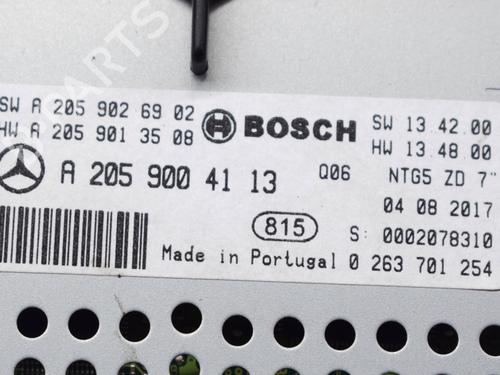 SW A 205 902 69 02
HW A 205 901 35 08
BOSCH
SW 13.42.00
HW 13.48.00
A 205 900 41 13
Q06
NTG5 ZD 7"
04 08 2017
815
S: 0002078310
Made in Portugal 0 263 701 254